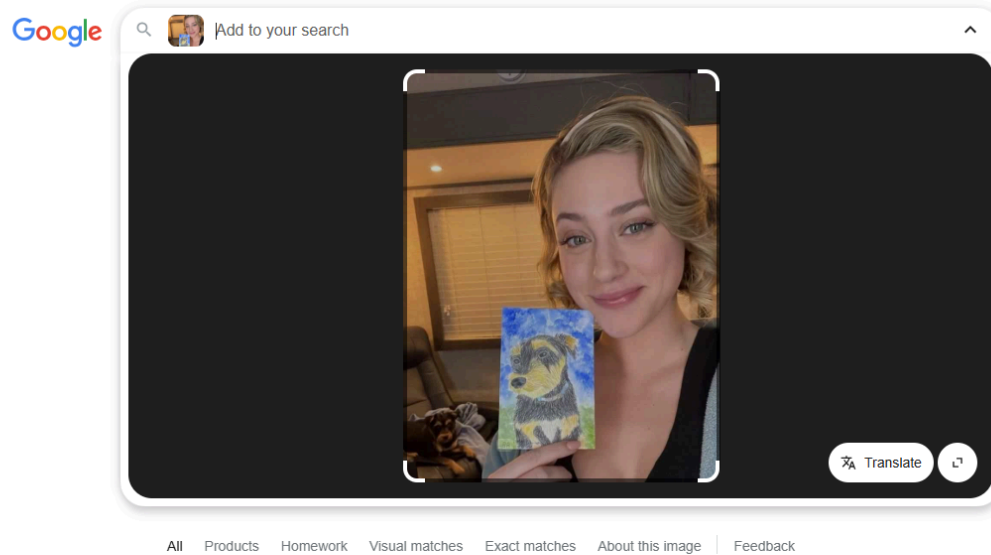 Google
Add to your search
Translate
All Products Homework Visual matches Exact matches About this image Feedback